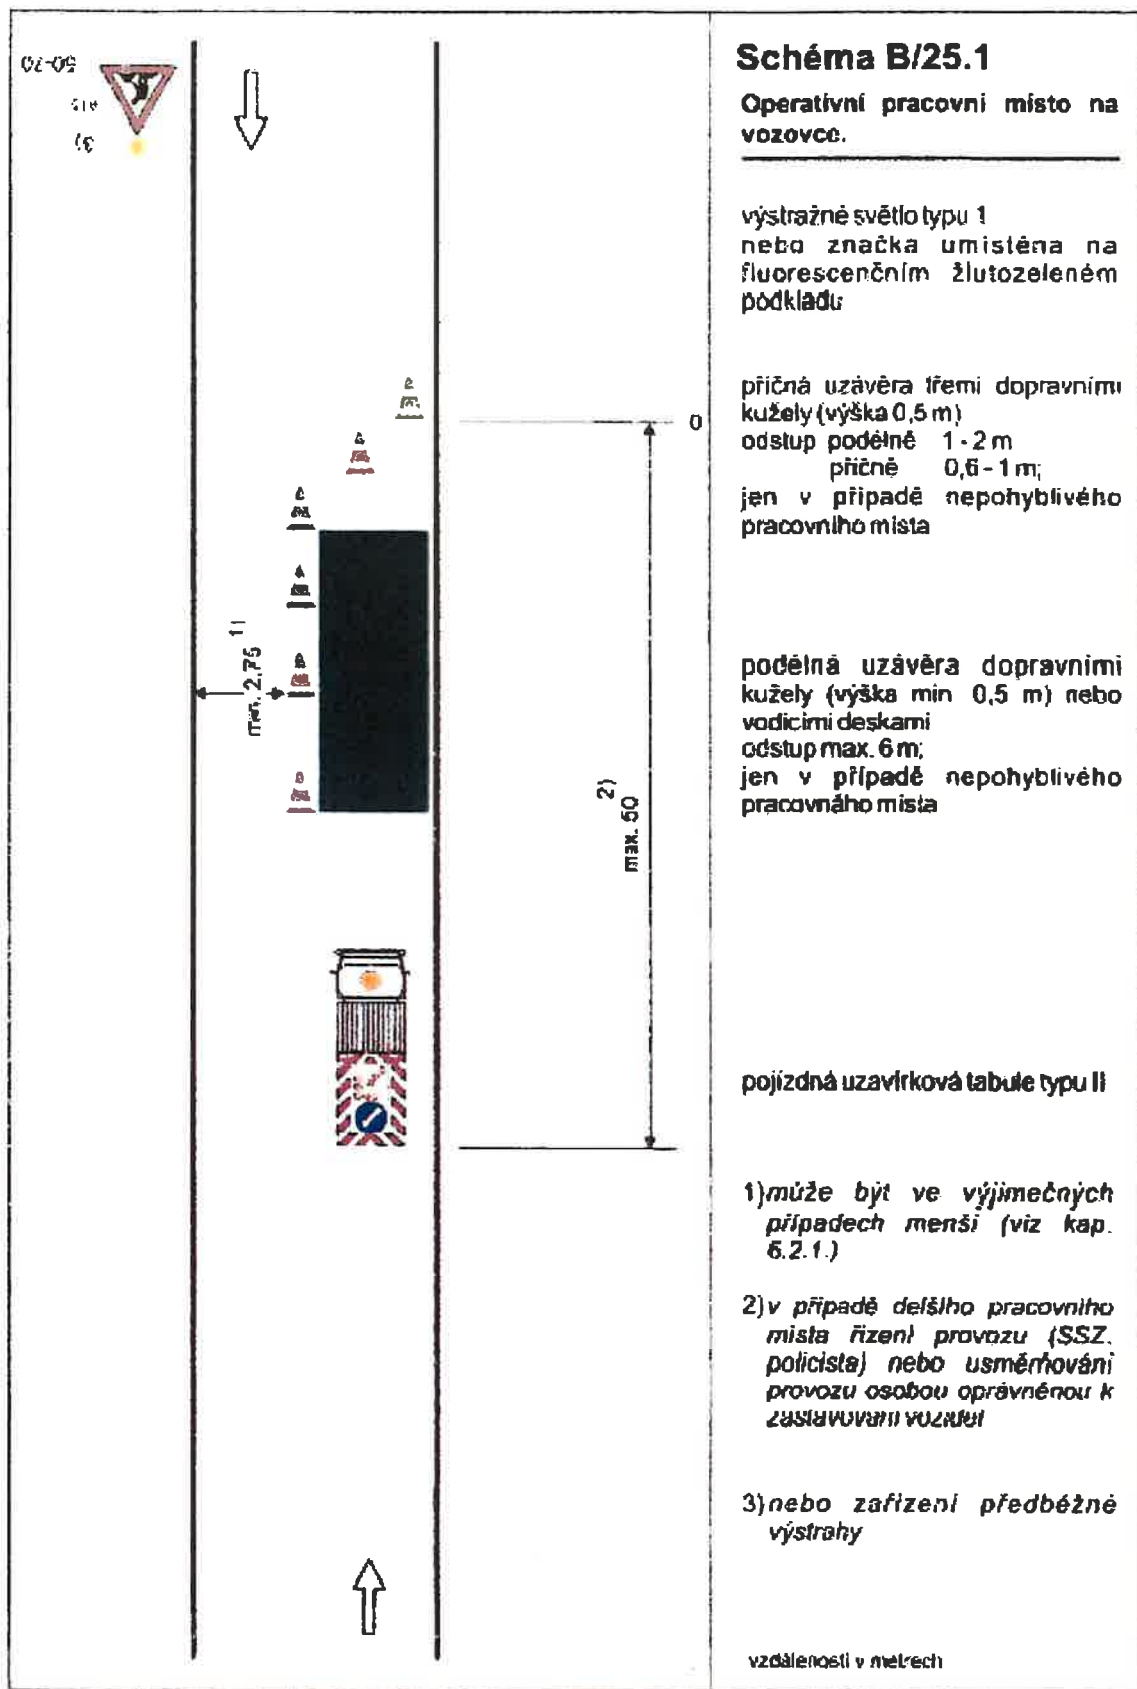 50-70
A15
3)
Schéma B/25.1
Operativní pracovní místo na
vozovce.
výstražné světlo typu 1
nebo značka umístěna na
fluorescenčním žlutozeleném
podkladu
příčná uzávěra třemi dopravními
kužely (výška 0,5 m)
odstup podélně 1 - 2 m
příčně 0,6 - 1 m;
jen v případě nepohyblivého
pracovního místa
0
min. 2,75 1)
max. 50 2)
podélná uzávěra dopravními
kužely (výška min 0,5 m) nebo
vodicími deskami
odstup max. 6 m;
jen v případě nepohyblivého
pracovnáho místa
pojízdná uzavírková tabule typu II
1) může být ve výjimečných
případech menší (viz kap.
6.2.1.)
2) v případě delšího pracovního
místa řízení provozu (SSZ,
policista) nebo usměrňování
provozu osobou oprávněnou k
zastavování vozidel
3) nebo zařízení předběžné
výstrahy
vzdálenosti v metrech